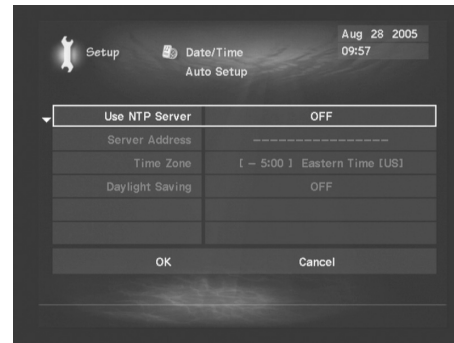 Setup
Date/Time
Auto Setup
Aug 28 2005
09:57
Use NTP Server OFF
Server Address ----------------
Time Zone [ - 5:00 ] Eastern Time [US]
Daylight Saving OFF
OK Cancel